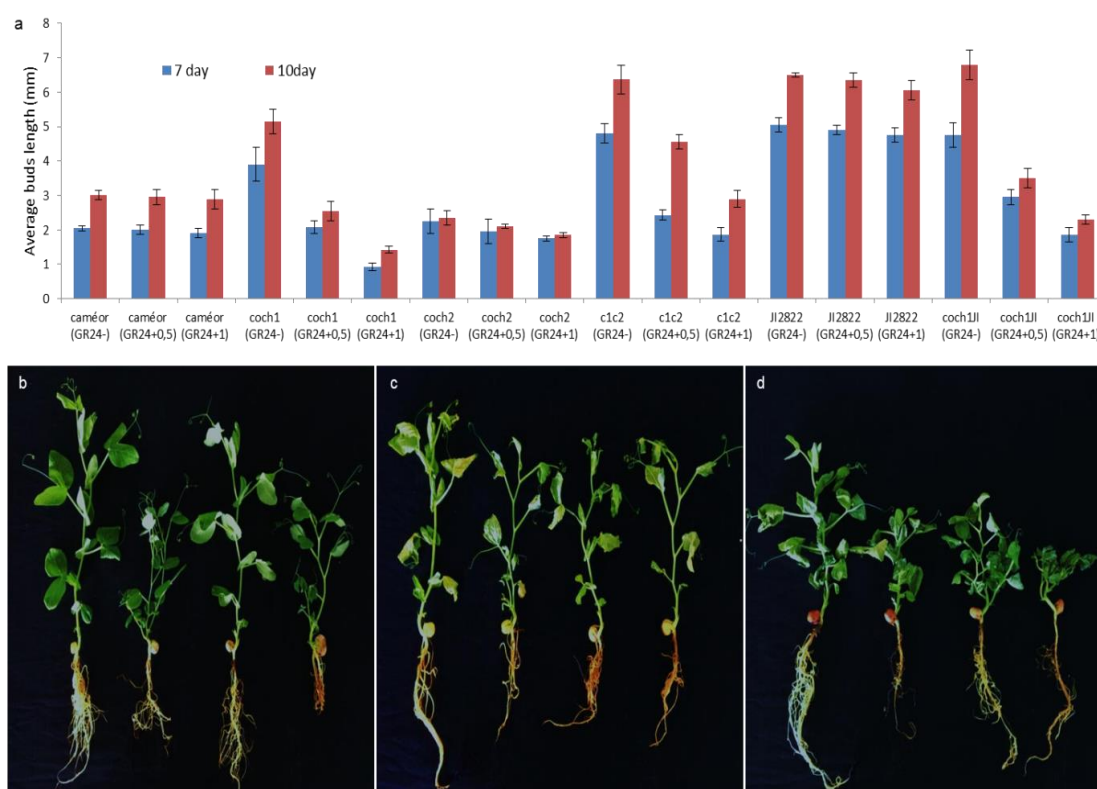 a
Average buds length (mm)
8
7
6
5
4
3
2
1
0
7 day 10day
caméor caméor caméor coch1 coch1 coch1 coch2 coch2 coch2 c1c2 c1c2 c1c2 JI2822 JI2822 JI2822 coch1JI coch1JI coch1JI
(GR24-) (GR24+0,5) (GR24+1) (GR24-) (GR24+0,5) (GR24+1) (GR24-) (GR24+0,5) (GR24+1) (GR24-) (GR24+0,5) (GR24+1) (GR24-) (GR24+0,5) (GR24+1) (GR24-) (GR24+0,5) (GR24+1)
b c d